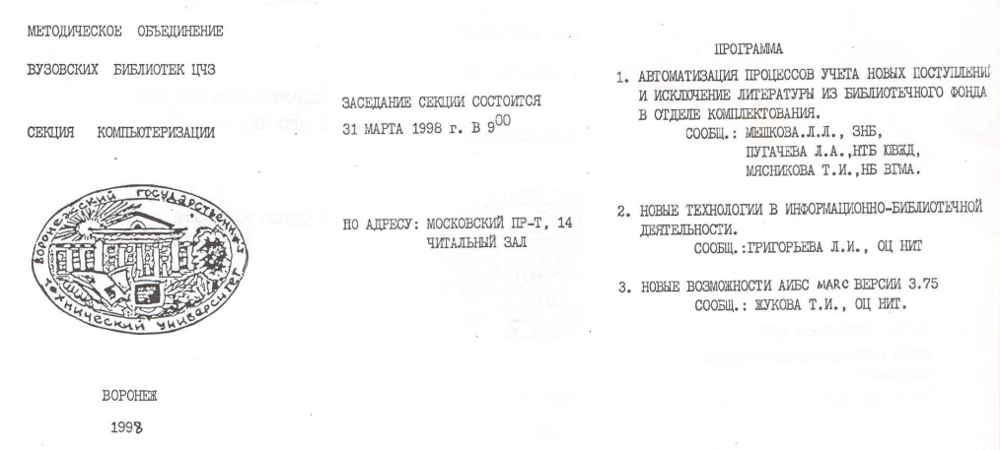 МЕТОДИЧЕСКОЕ ОБЪЕДИНЕНИЕ
ВУЗОВСКИХ БИБЛИОТЕК ЦЧЗ
СЕКЦИЯ КОМПЬЮТЕРИЗАЦИИ
ВОРОНЕЖСКИЙ ГОСУДАРСТВЕННЫЙ
ТЕХНИЧЕСКИЙ УНИВЕРСИТЕТ
ВОРОНЕЖ
1998
ЗАСЕДАНИЕ СЕКЦИИ СОСТОИТСЯ
31 МАРТА 1998 г. В 9 00
ПО АДРЕСУ: МОСКОВСКИЙ ПР-Т, 14
ЧИТАЛЬНЫЙ ЗАЛ
ПРОГРАММА
1. АВТОМАТИЗАЦИЯ ПРОЦЕССОВ УЧЕТА НОВЫХ ПОСТУПЛЕНИ
И ИСКЛЮЧЕНИЕ ЛИТЕРАТУРЫ ИЗ БИБЛИОТЕЧНОГО ФОНДА
В ОТДЕЛЕ КОМПЛЕКТОВАНИЯ.
СООБЩ.: МЕШКОВА.Л.Л., ЗНБ,
ПУГАЧЕВА Л.А.,НТБ ЮВЖД,
МЯСНИКОВА Т.И.,НБ ВГМА.
2. НОВЫЕ ТЕХНОЛОГИИ В ИНФОРМАЦИОННО-БИБЛИОТЕЧНОЙ
ДЕЯТЕЛЬНОСТИ.
СООБЩ.:ГРИГОРЬЕВА Л.И., ОЦ НИТ
3. НОВЫЕ ВОЗМОЖНОСТИ АИБС MARC ВЕРСИИ 3.75
СООБЩ.: ЖУКОВА Т.И., ОЦ НИТ.